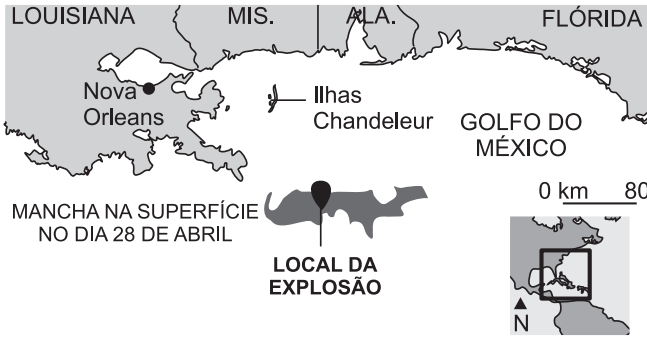 LOUISIANA
MIS.
ALA.
FLÓRIDA
Nova
Orleans
Ilhas
Chandeleur
GOLFO DO
MÉXICO
0 km 80
MANCHA NA SUPERFÍCIE
NO DIA 28 DE ABRIL
LOCAL DA
EXPLOSÃO
N